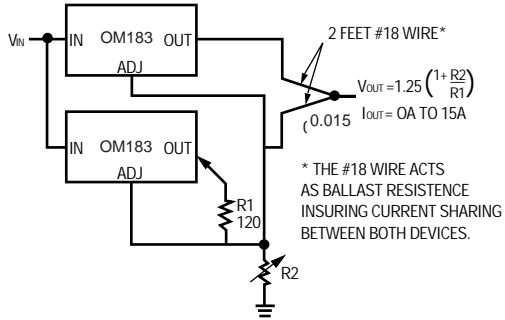 2 FEET #18 WIRE*
VIN
IN OM183 OUT
ADJ
VOUT =1.25 (1+ R2/R1)
IOUT = OA TO 15A
(0.015
IN OM183 OUT
ADJ
* THE #18 WIRE ACTS
AS BALLAST RESISTENCE
INSURING CURRENT SHARING
BETWEEN BOTH DEVICES.
R1
120
R2